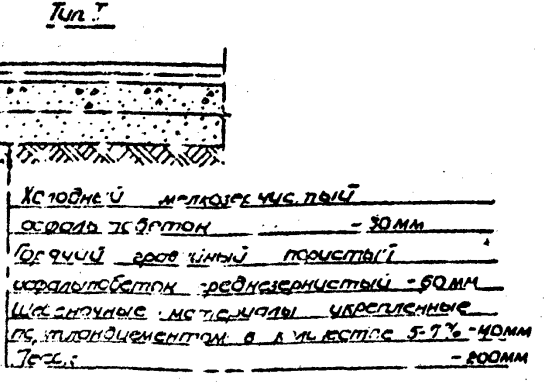 Тип I
Холодный мелкозернистый
асфальтобетон - 30мм
Горячий гравийный пористый
асфальтобетон среднезернистый - 60мм
Щебеночные материалы укрепленные
портландцементом в количестве 5-7% -40мм
-200мм